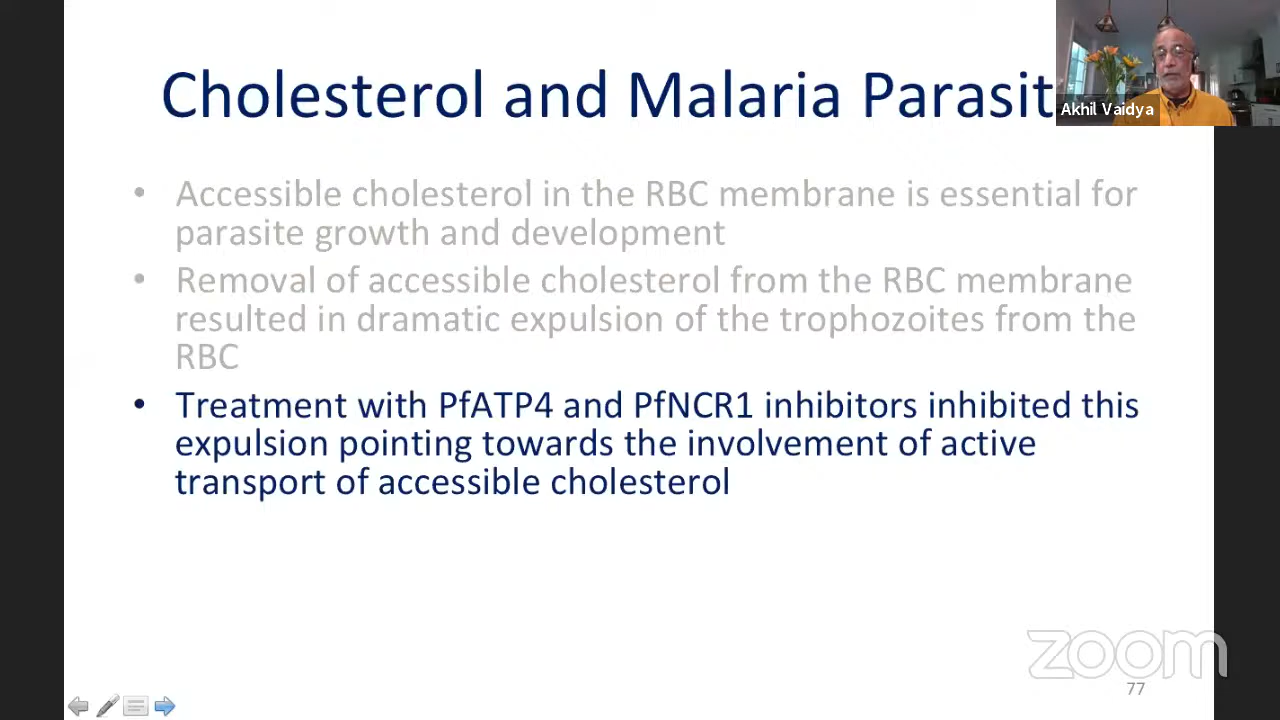 Cholesterol and Malaria Parasit
Akhil Vaidya
• Accessible cholesterol in the RBC membrane is essential for
parasite growth and development
• Removal of accessible cholesterol from the RBC membrane
resulted in dramatic expulsion of the trophozoites from the
RBC
• Treatment with PfATP4 and PfNCR1 inhibitors inhibited this
expulsion pointing towards the involvement of active
transport of accessible cholesterol
zoom
77